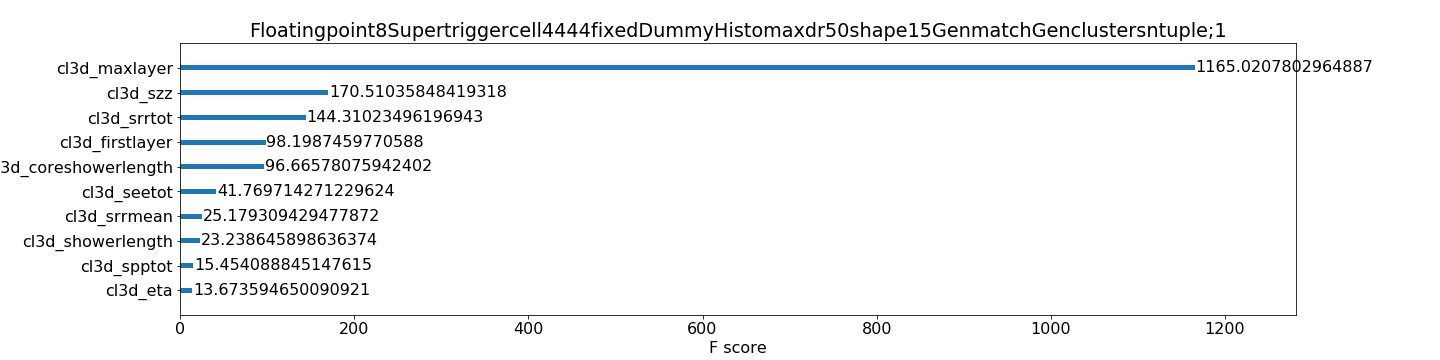 Floatingpoint8Supertriggercell4444fixedDummyHistomaxdr50shape15GenmatchGenclustersntuple;1
cl3d_maxlayer 1165.0207802964887
cl3d_szz 170.51035848419318
cl3d_srrtot 144.31023496196943
cl3d_firstlayer 98.1987459770588
3d_coreshowerlength 96.66578075942402
cl3d_seetot 41.769714271229624
cl3d_srrmean 25.179309429477872
cl3d_showerlength 23.238645898636374
cl3d_spptot 15.454088845147615
cl3d_eta 13.673594650090921
0 200 400 600 800 1000 1200
F score